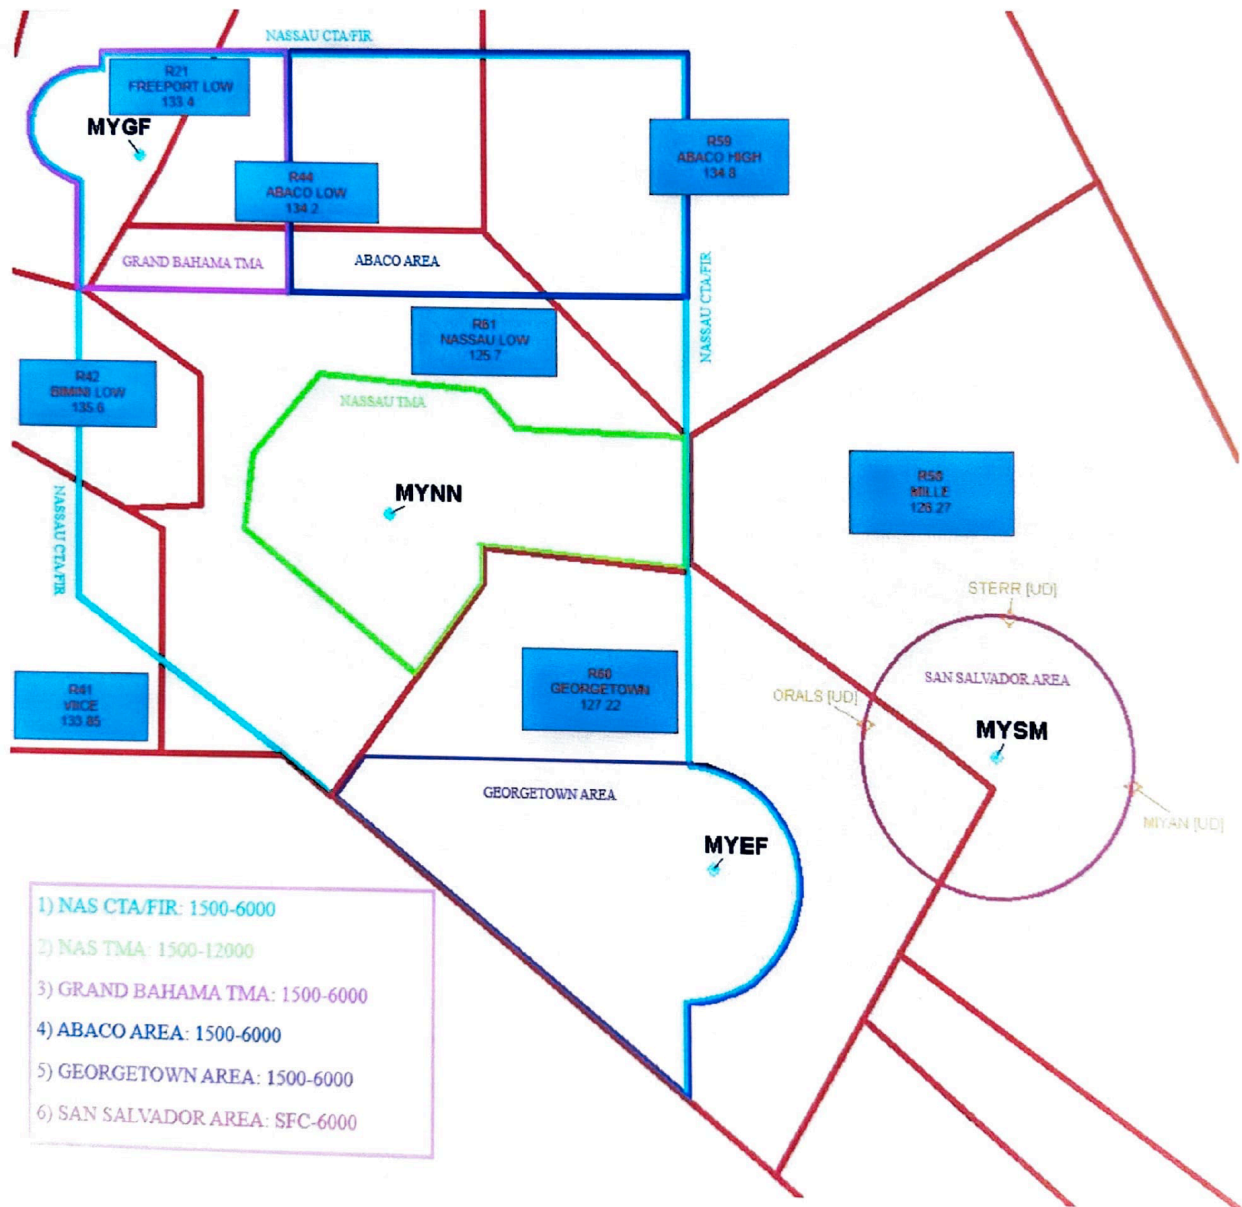 NASSAU CTA/FIR
R21
FREEPORT LOW
133.4
MYGF
R59
ABACO HIGH
134.8
R44
ABACO LOW
134.2
GRAND BAHAMA TMA
ABACO AREA
NASSAU CTA/FIR
R61
NASSAU LOW
125.7
R42
BIMINI LOW
135.6
NASSAU TMA
MYNN
R58
MILLE
128.27
NASSAU CTA/FIR
STERR [UD]
R60
GEORGETOWN
127.22
SAN SALVADOR AREA
ORALS [UD]
R41
VIICE
133.85
MYSM
GEORGETOWN AREA
MIYAN [UD]
MYEF
1) NAS CTA/FIR: 1500-6000
2) NAS TMA: 1500-12000
3) GRAND BAHAMA TMA: 1500-6000
4) ABACO AREA: 1500-6000
5) GEORGETOWN AREA: 1500-6000
6) SAN SALVADOR AREA: SFC-6000